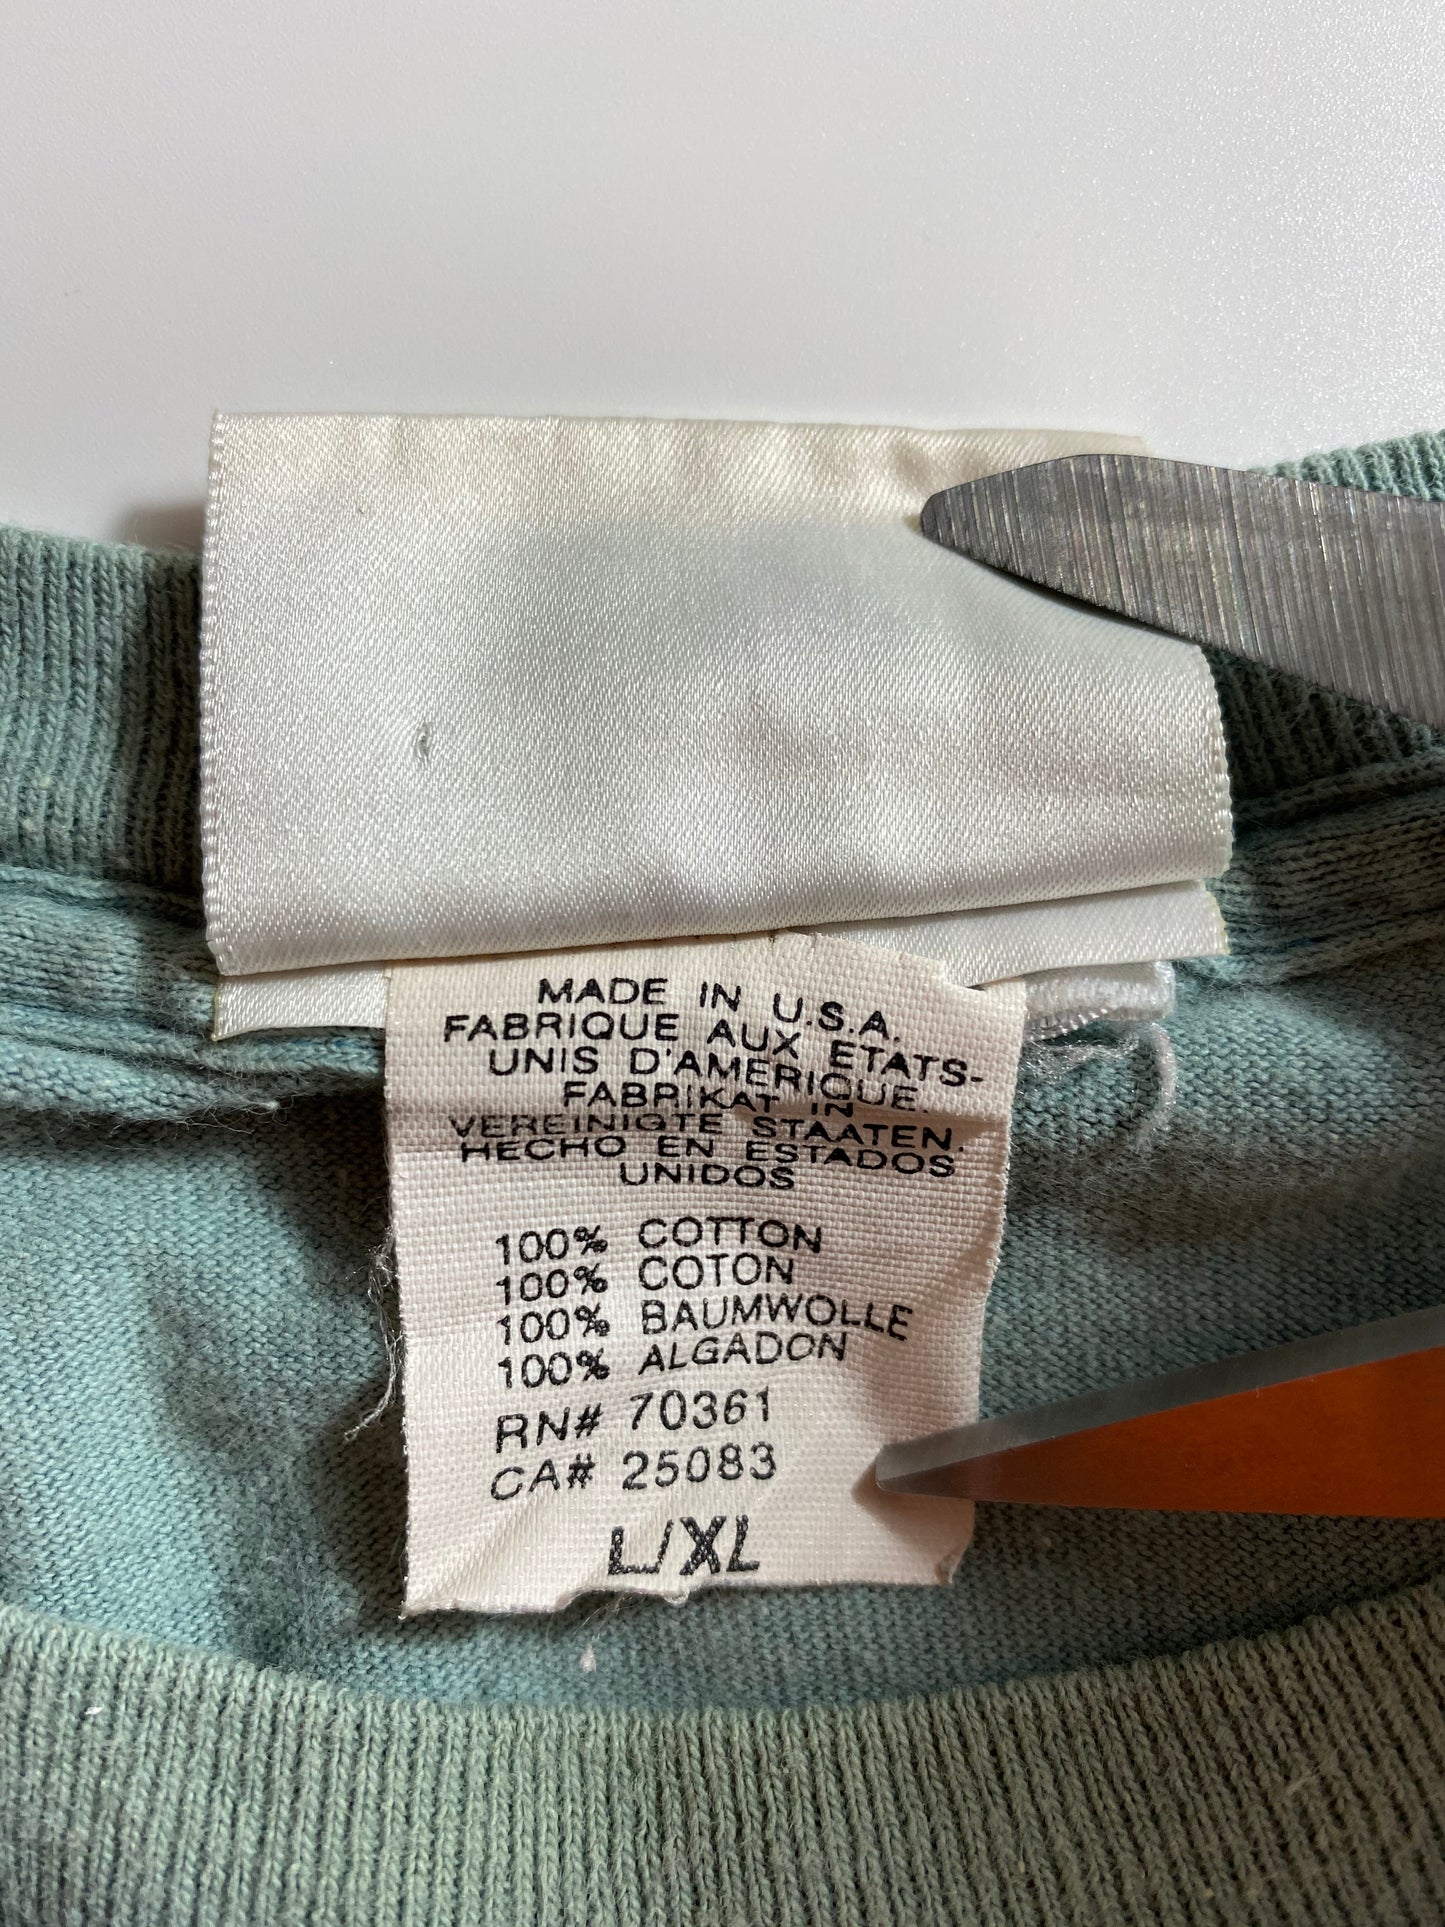 MADE IN U.S.A.
FABRIQUE AUX ETATS-
UNIS D'AMERIQUE.
FABRIKAT IN
VEREINIGTE STAATEN.
HECHO EN ESTADOS
UNIDOS
100% COTTON
100% COTON
100% BAUMWOLLE
100% ALGADON
RN# 70361
CA# 25083
L/XL